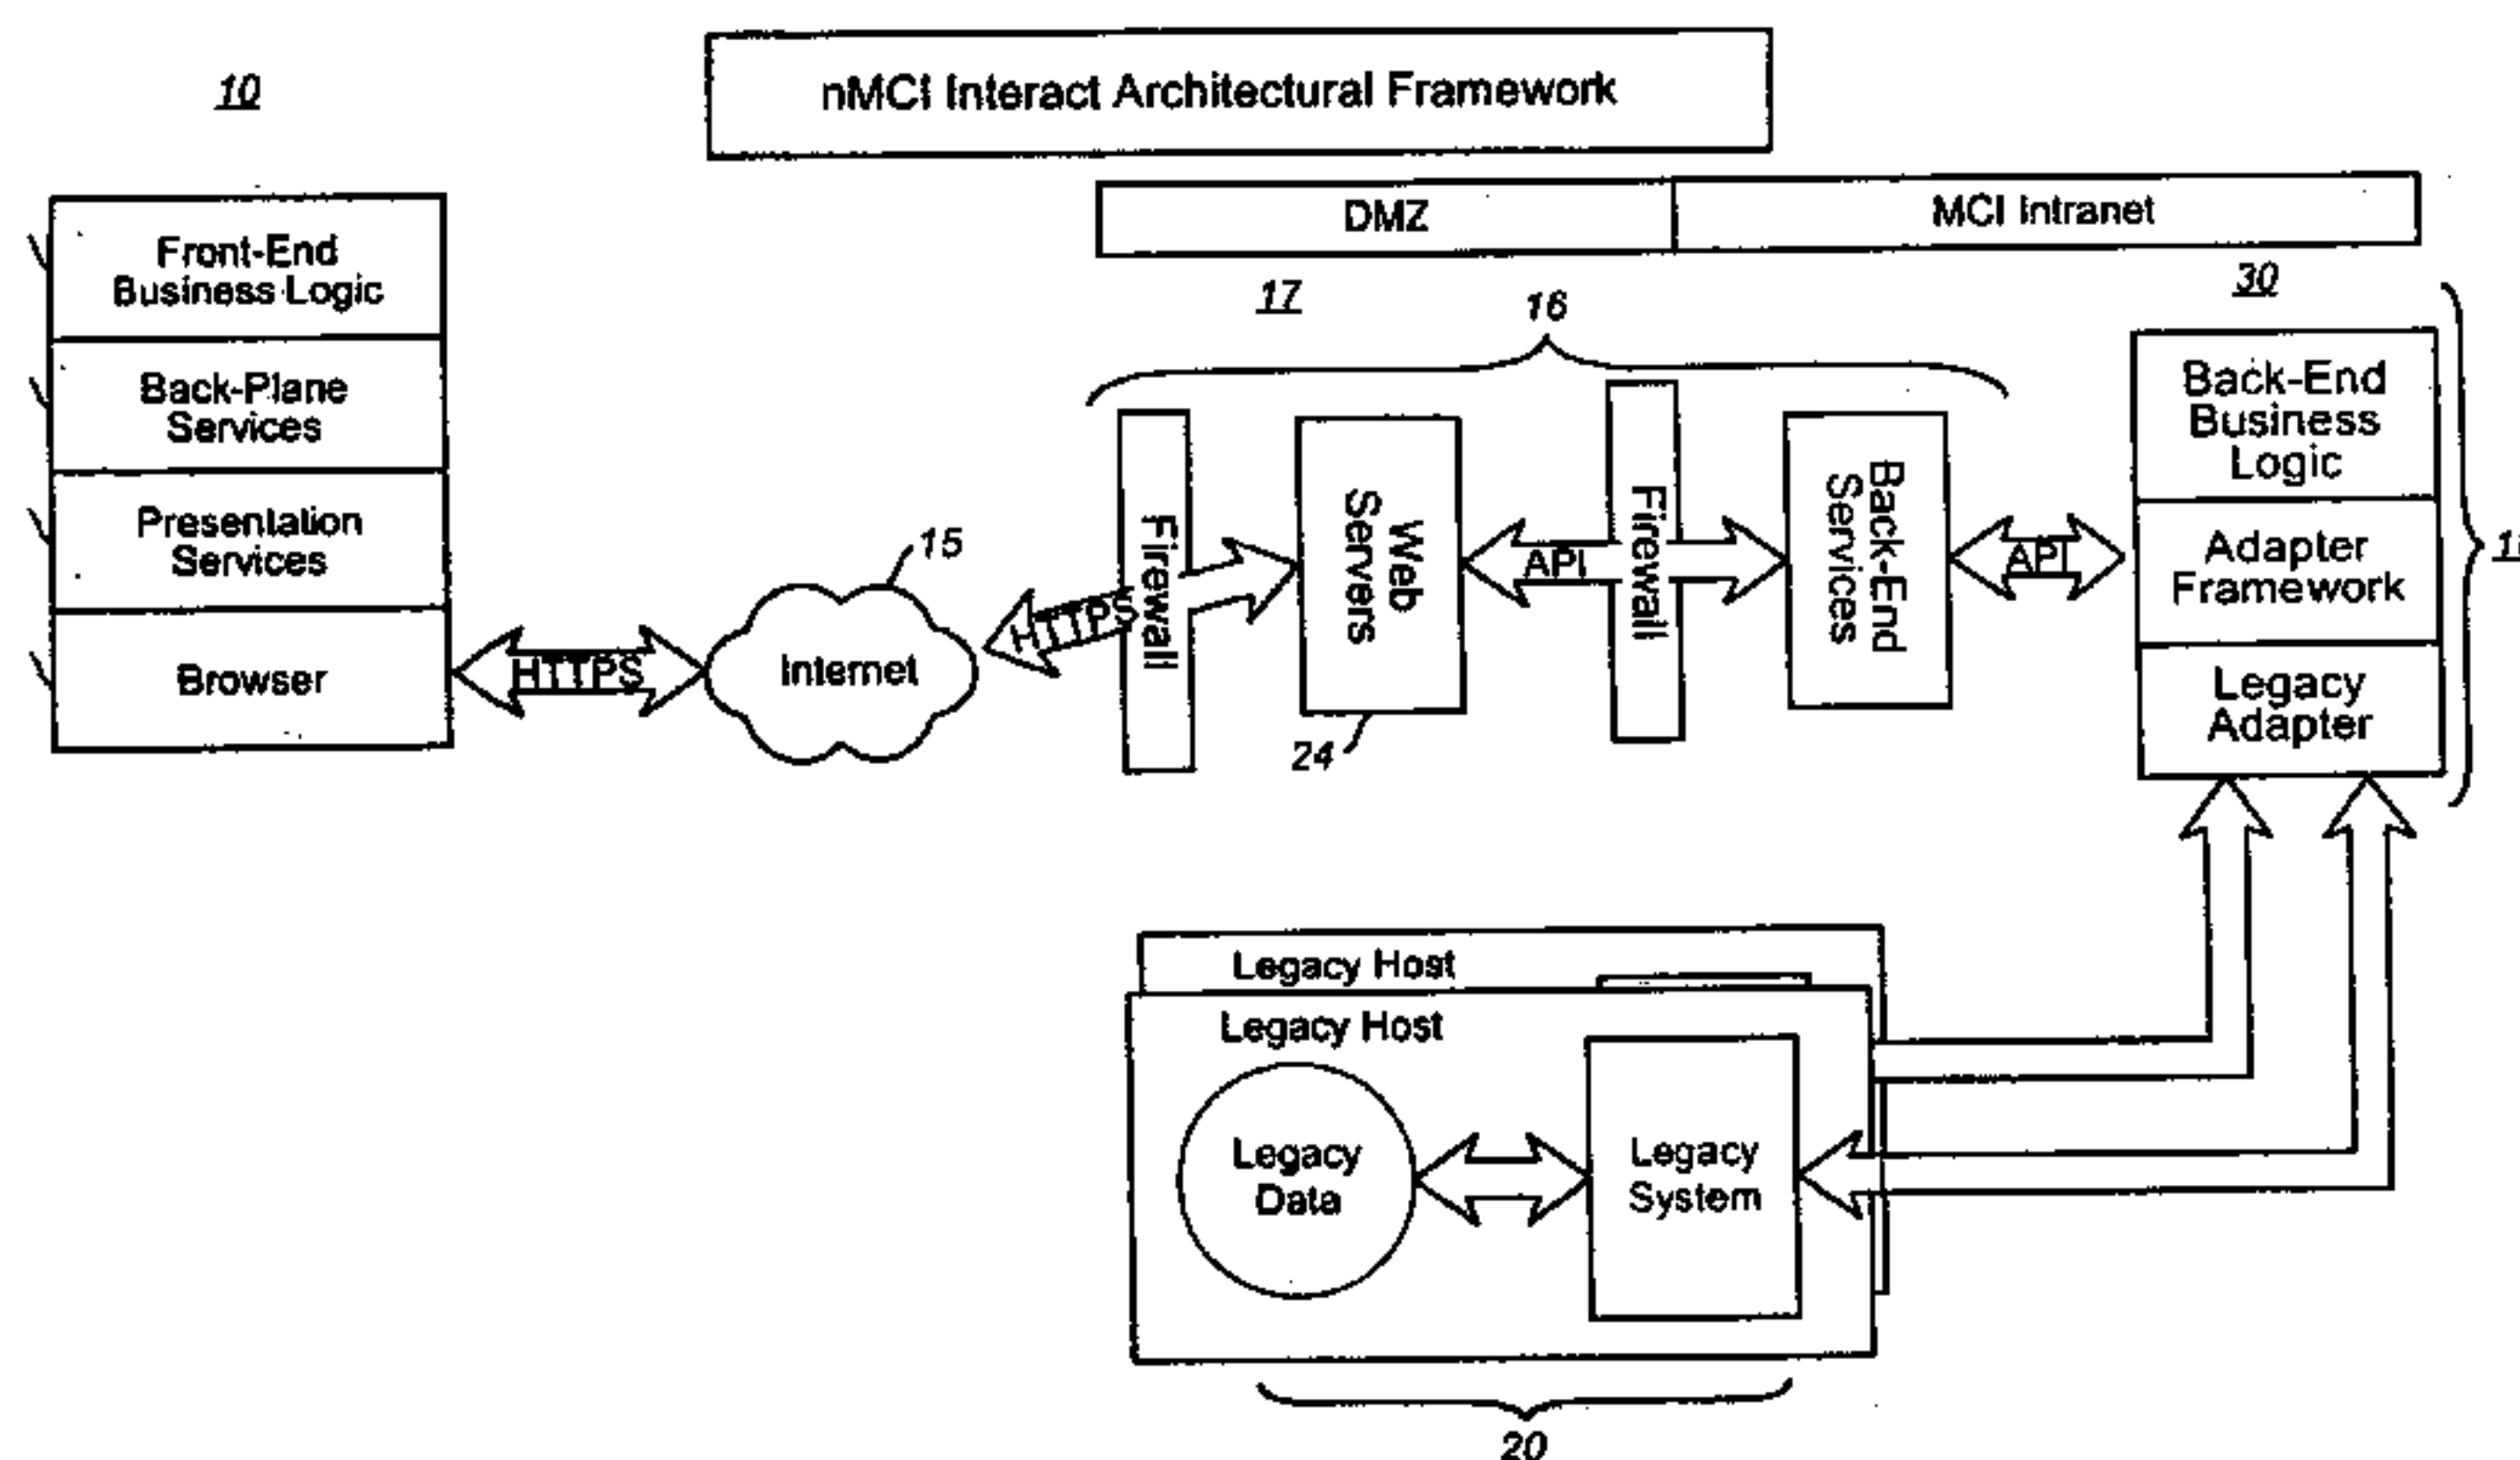 10
nMCI Interact Architectural Framework
DMZ
MCI Intranet
Front-End
Business Logic
Back-Plane
Services
Presentation
Services
Browser
HTTPS
15
Internet
HTTPS
17
16
Firewall
Web
Servers
24
API
Firewall
Back-End
Services
API
30
Back-End
Business
Logic
Adapter
Framework
Legacy
Adapter
Legacy Host
Legacy Host
Legacy
Data
Legacy
System
20